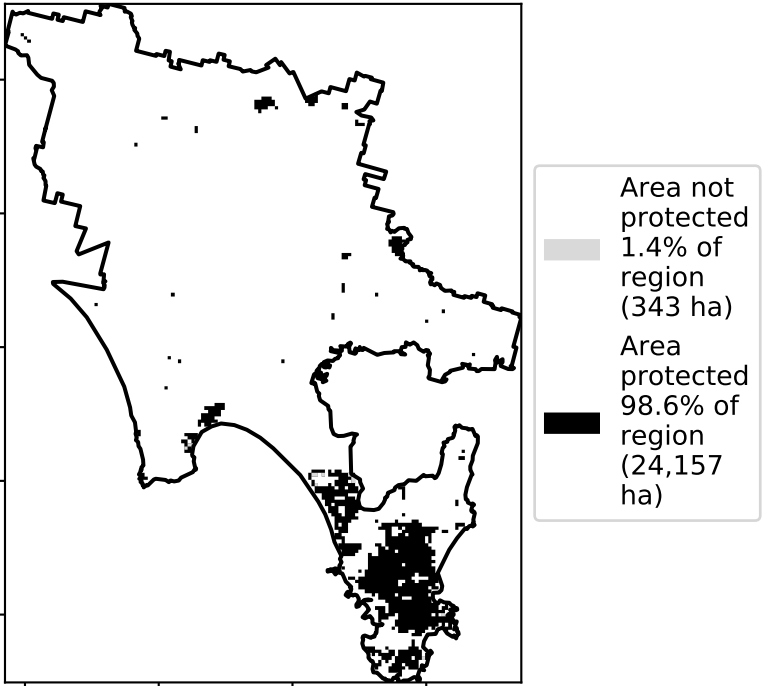 Area not
protected
1.4% of
region
(343 ha)
Area
protected
98.6% of
region
(24,157
ha)